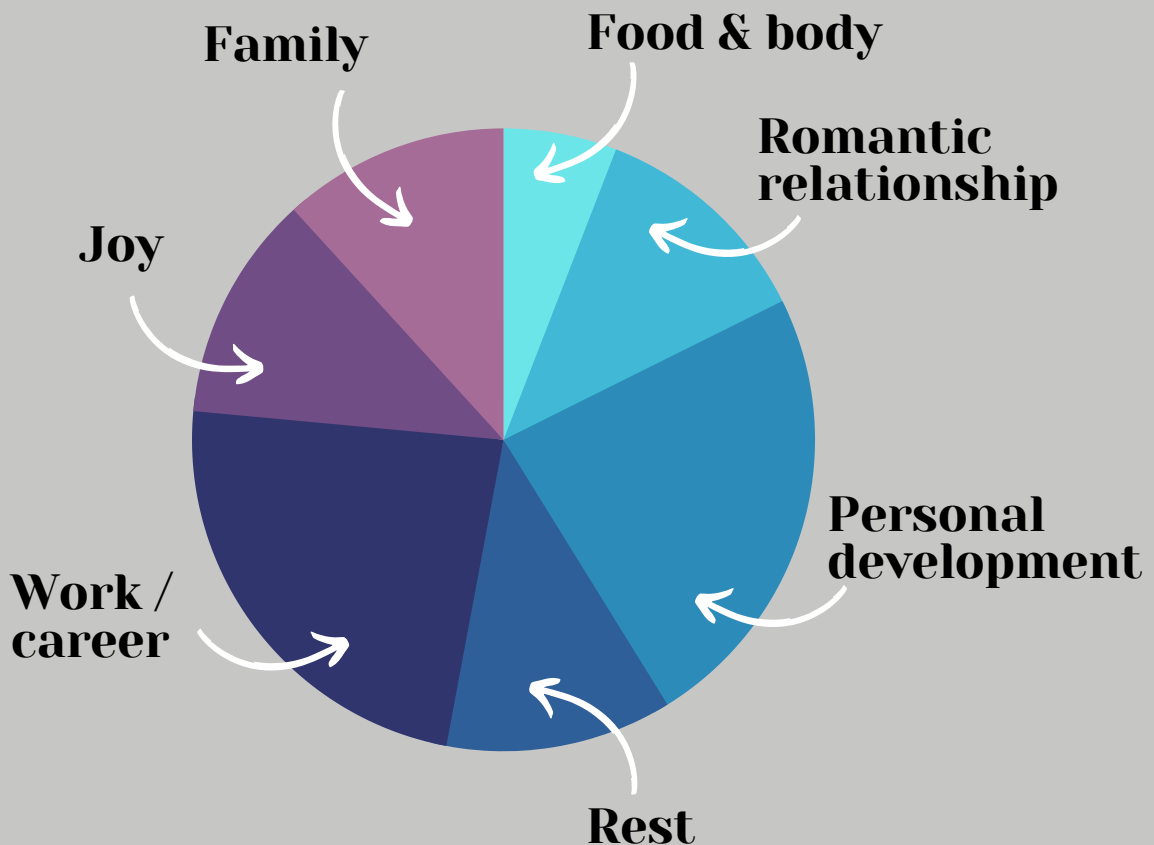 Family
Food & body
Romantic
relationship
Joy
Personal
development
Work /
career
Rest